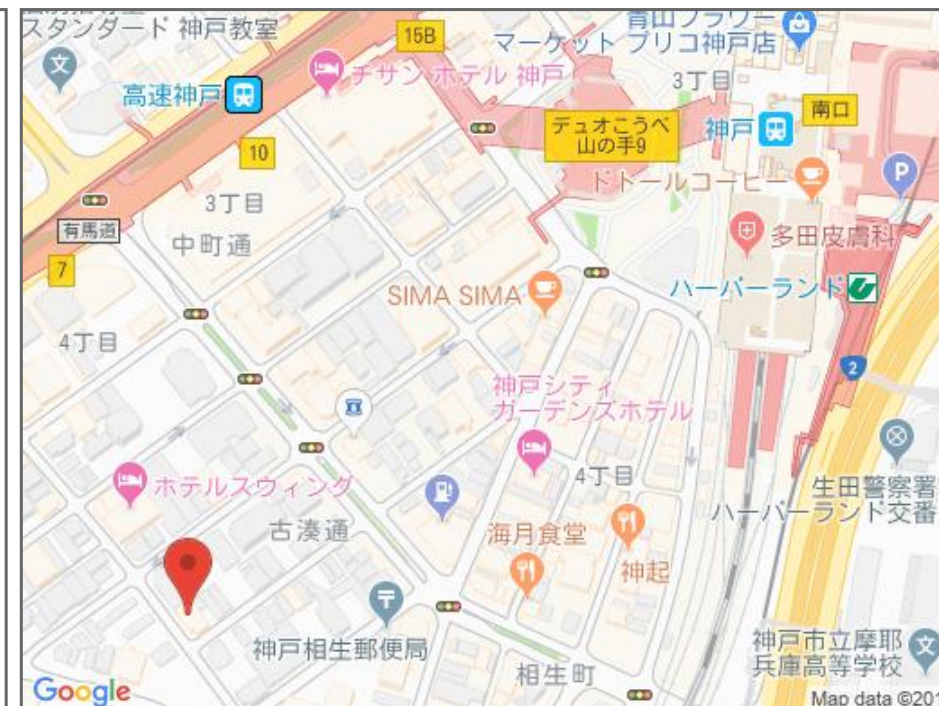 スタンダード 神戸教室
15B
青山フラワー
マーケット プリコ神戸店
チサン ホテル 神戸
3丁目
高速神戸
デュオこうべ
山の手9
神戸
南口
10
ドトールコーヒー
P
3丁目
有馬道
中町通
多田皮膚科
7
SIMA SIMA
ハーバーランド
4丁目
2
神戸シティ
ガーデンズホテル
ホテルスウィング
4丁目
生田警察署
ハーバーランド交番
古湊通
海月食堂
神起
神戸相生郵便局
神戸市立摩耶
兵庫高等学校
相生町
Google
Map data ©201
文
文
〒